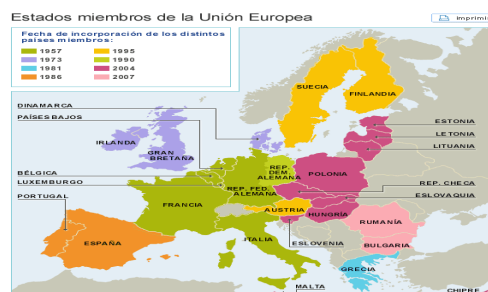 Estados miembros de la Unión Europea
Imprimir
Fecha de incorporación de los distintos
países miembros:
1957
1995
1973
1990
1981
2004
1986
2007
SUECIA
FINLANDIA
DINAMARCA
PAÍSES BAJOS
ESTONIA
LETONIA
LITUANIA
IRLANDA
GRAN
BRETAÑA
REP.
DEM.
ALEMANA
POLONIA
BÉLGICA
LUXEMBURGO
REP. FED.
ALEMANA
REP. CHECA
ESLOVAQUIA
PORTUGAL
FRANCIA
AUSTRIA
HUNGRÍA
RUMANÍA
ESPAÑA
ITALIA
ESLOVENIA
BULGARIA
GRECIA
MALTA
CHIPRE